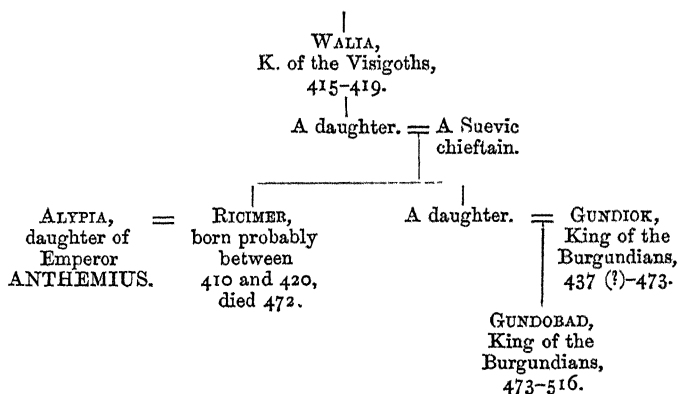 WALIA,
K. of the Visigoths,
415–419.
A daughter. = A Suevic
chieftain.
ALYPIA,
daughter of
Emperor
ANTHEMIUS.
=
RICIMER,
born probably
between
410 and 420,
died 472.
A daughter.
=
GUNDIOK,
King of the
Burgundians,
437 (?)–473.
GUNDOBAD,
King of the
Burgundians,
473–516.